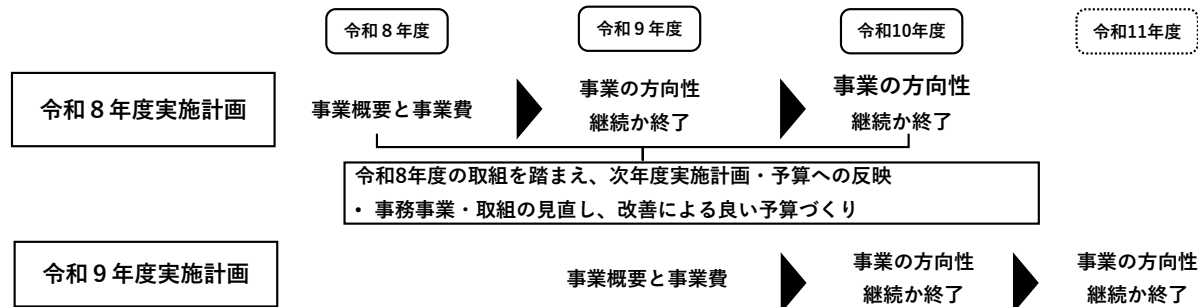 令和８年度
令和９年度
令和10年度
令和11年度
令和８年度実施計画
事業概要と事業費
事業の方向性
継続か終了
事業の方向性
継続か終了
令和8年度の取組を踏まえ、次年度実施計画・予算への反映
• 事務事業・取組の見直し、改善による良い予算づくり
令和９年度実施計画
事業概要と事業費
事業の方向性
継続か終了
事業の方向性
継続か終了